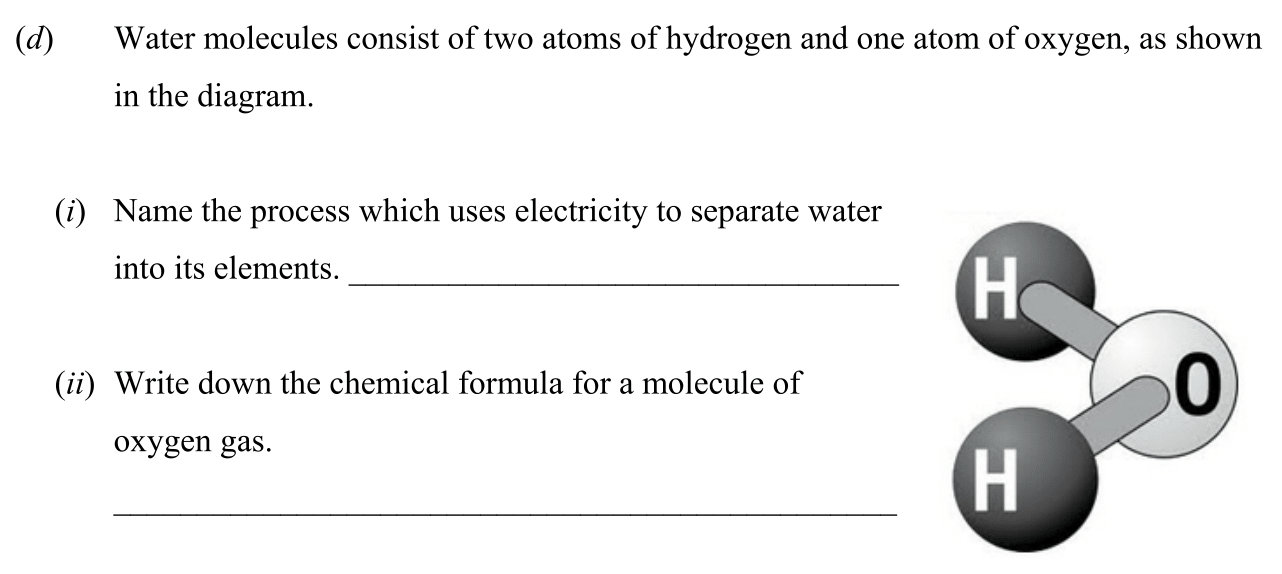 (d) Water molecules consist of two atoms of hydrogen and one atom of oxygen, as shown
in the diagram.
(i) Name the process which uses electricity to separate water
into its elements. ________________________________
(ii) Write down the chemical formula for a molecule of
oxygen gas.
______________________________________________
H
O
H